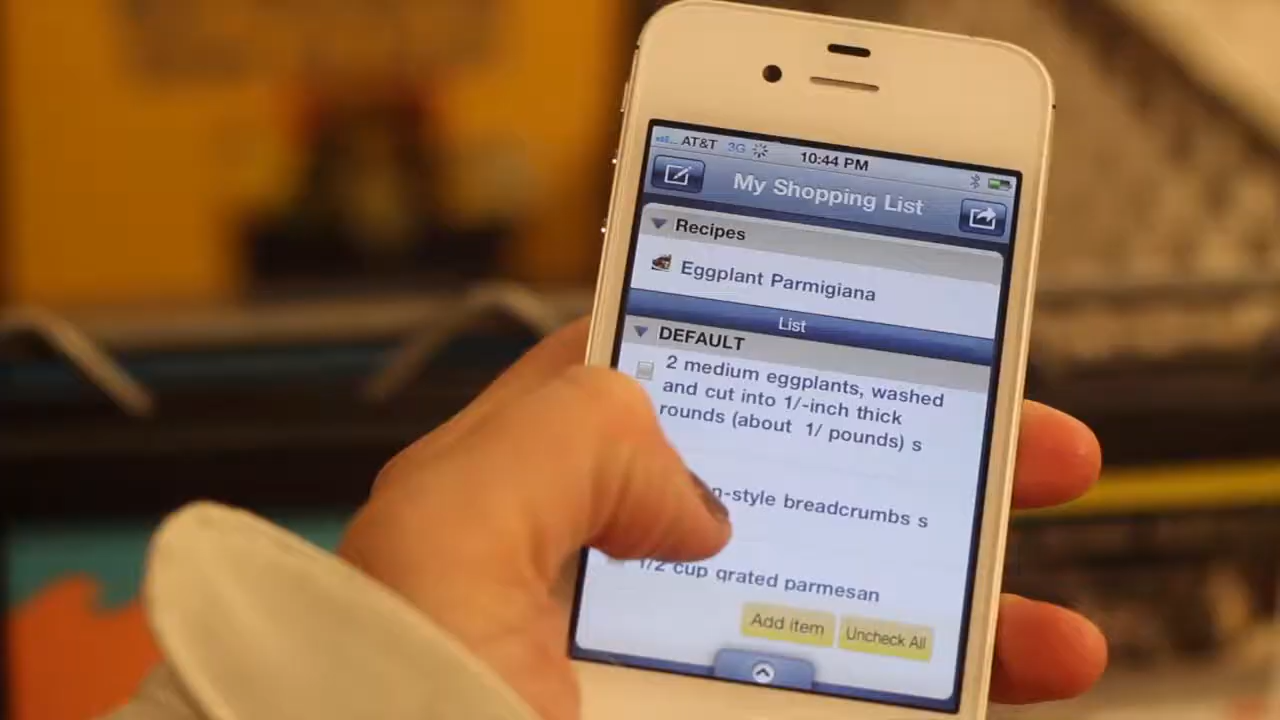 AT&T 3G 10:44 PM
My Shopping List
Recipes
Eggplant Parmigiana
List
DEFAULT
2 medium eggplants, washed
and cut into 1/-inch thick
rounds (about 1/ pounds) s
n-style breadcrumbs s
1/2 cup grated parmesan
Add item
Uncheck All